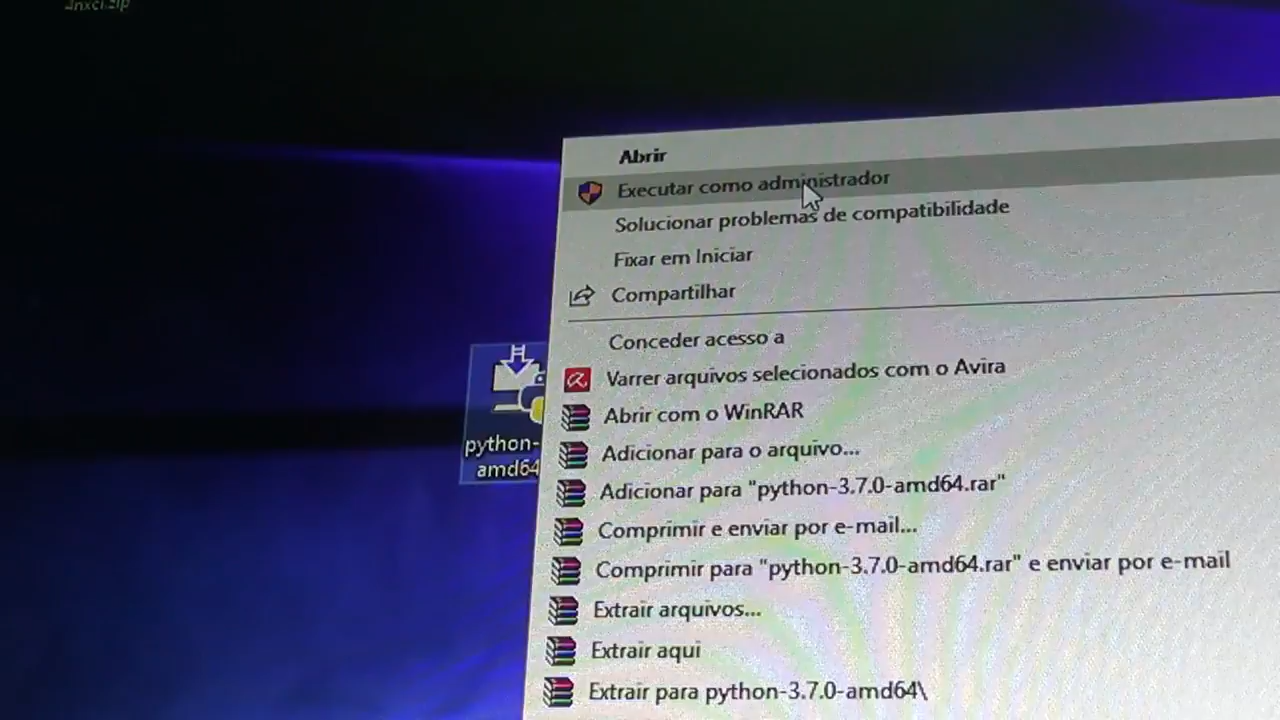 Abrir
Executar como administrador
Solucionar problemas de compatibilidade
Fixar em Iniciar
Compartilhar
Conceder acesso a
Varrer arquivos selecionados com o Avira
Abrir com o WinRAR
Adicionar para o arquivo...
Adicionar para "python-3.7.0-amd64.rar"
Comprimir e enviar por e-mail...
Comprimir para "python-3.7.0-amd64.rar" e enviar por e-mail
Extrair arquivos...
Extrair aqui
Extrair para python-3.7.0-amd64\
python-
amd64